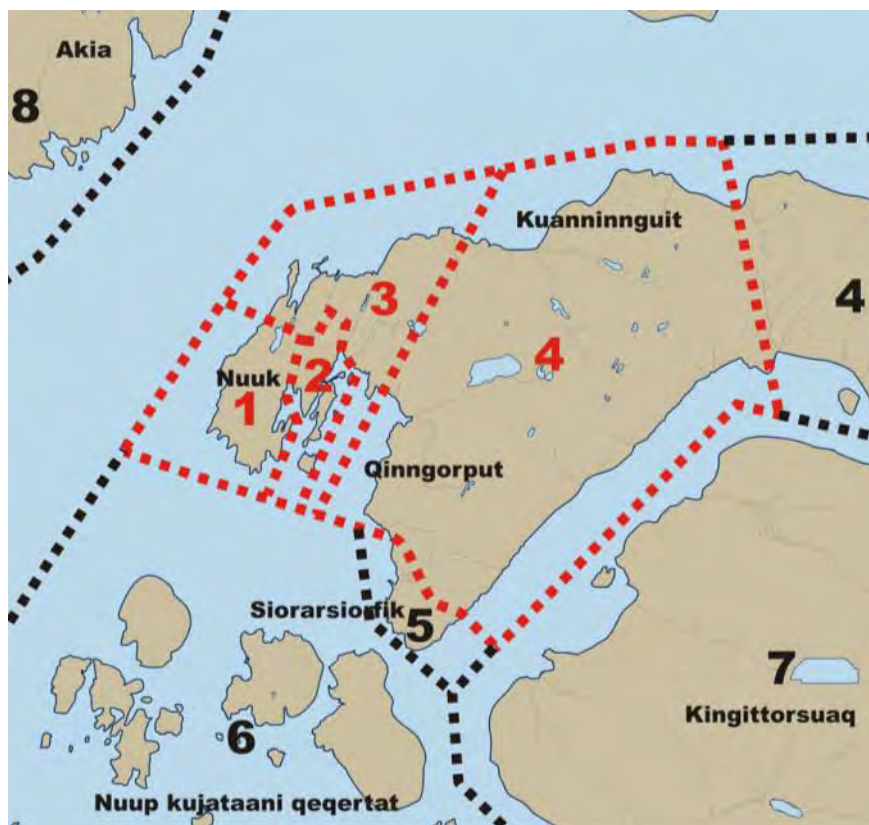 Akia
8
Kuanninnguit
3
4
4
Nuuk
2
1
Qinngorput
Siorarsiorfik
5
7
6
Kingittorsuaq
Nuup kujataani qeqertat